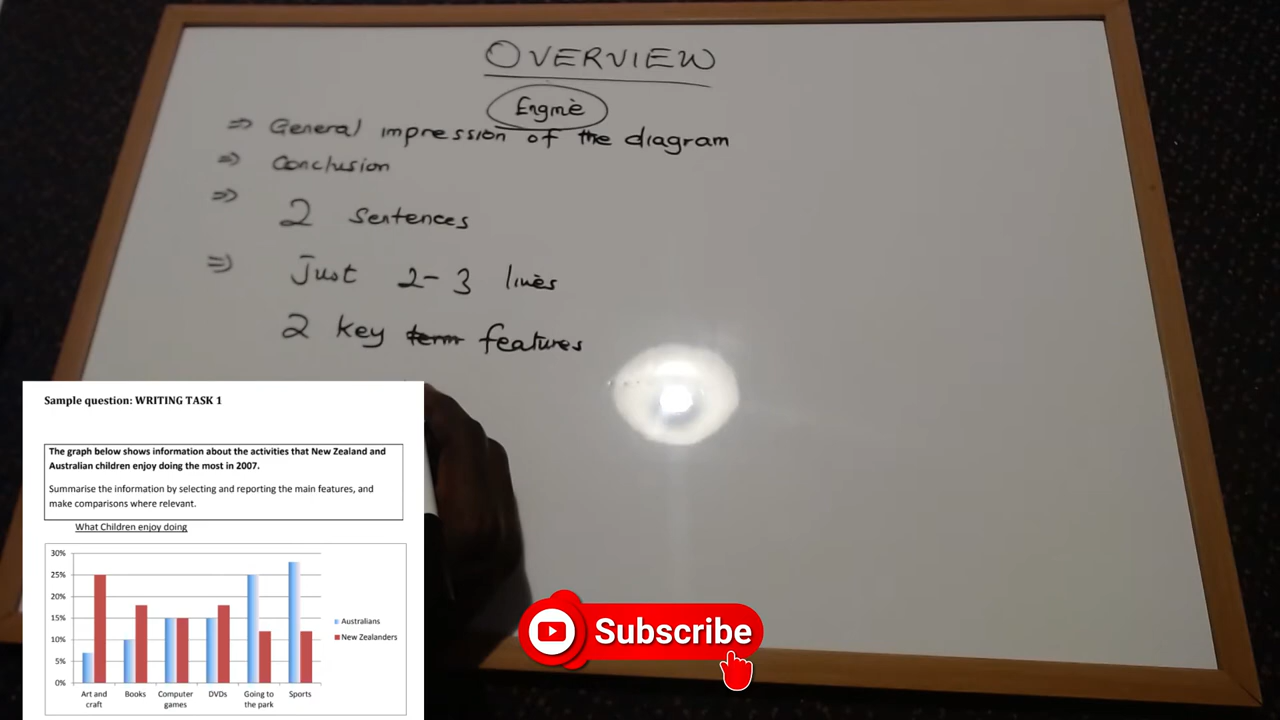 OVERVIEW
Engine
⇒ General impression of the diagram
⇒ Conclusion
⇒ 2 sentences
⇒ Just 2-3 lines
2 key term features
Sample question: WRITING TASK 1
The graph below shows information about the activities that New Zealand and
Australian children enjoy doing the most in 2007.
Summarise the information by selecting and reporting the main features, and
make comparisons where relevant.
What Children enjoy doing
30%
25%
20%
15%
10%
5%
0%
Art and craft
Books
Computer games
DVDs
Going to the park
Sports
Australians
New Zealanders
Subscribe